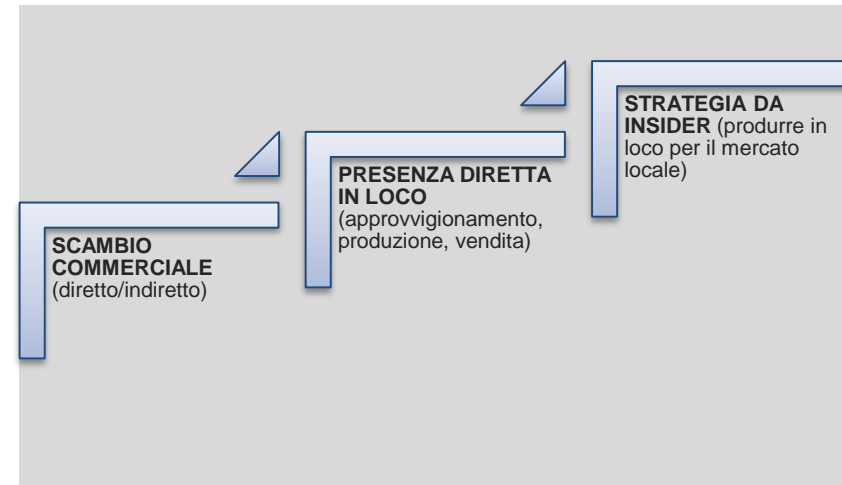 SCAMBIO
COMMERCIALE
(diretto/indiretto)
PRESENZA DIRETTA
IN LOCO
(approvvigionamento,
produzione, vendita)
STRATEGIA DA
INSIDER (produrre in
loco per il mercato
locale)